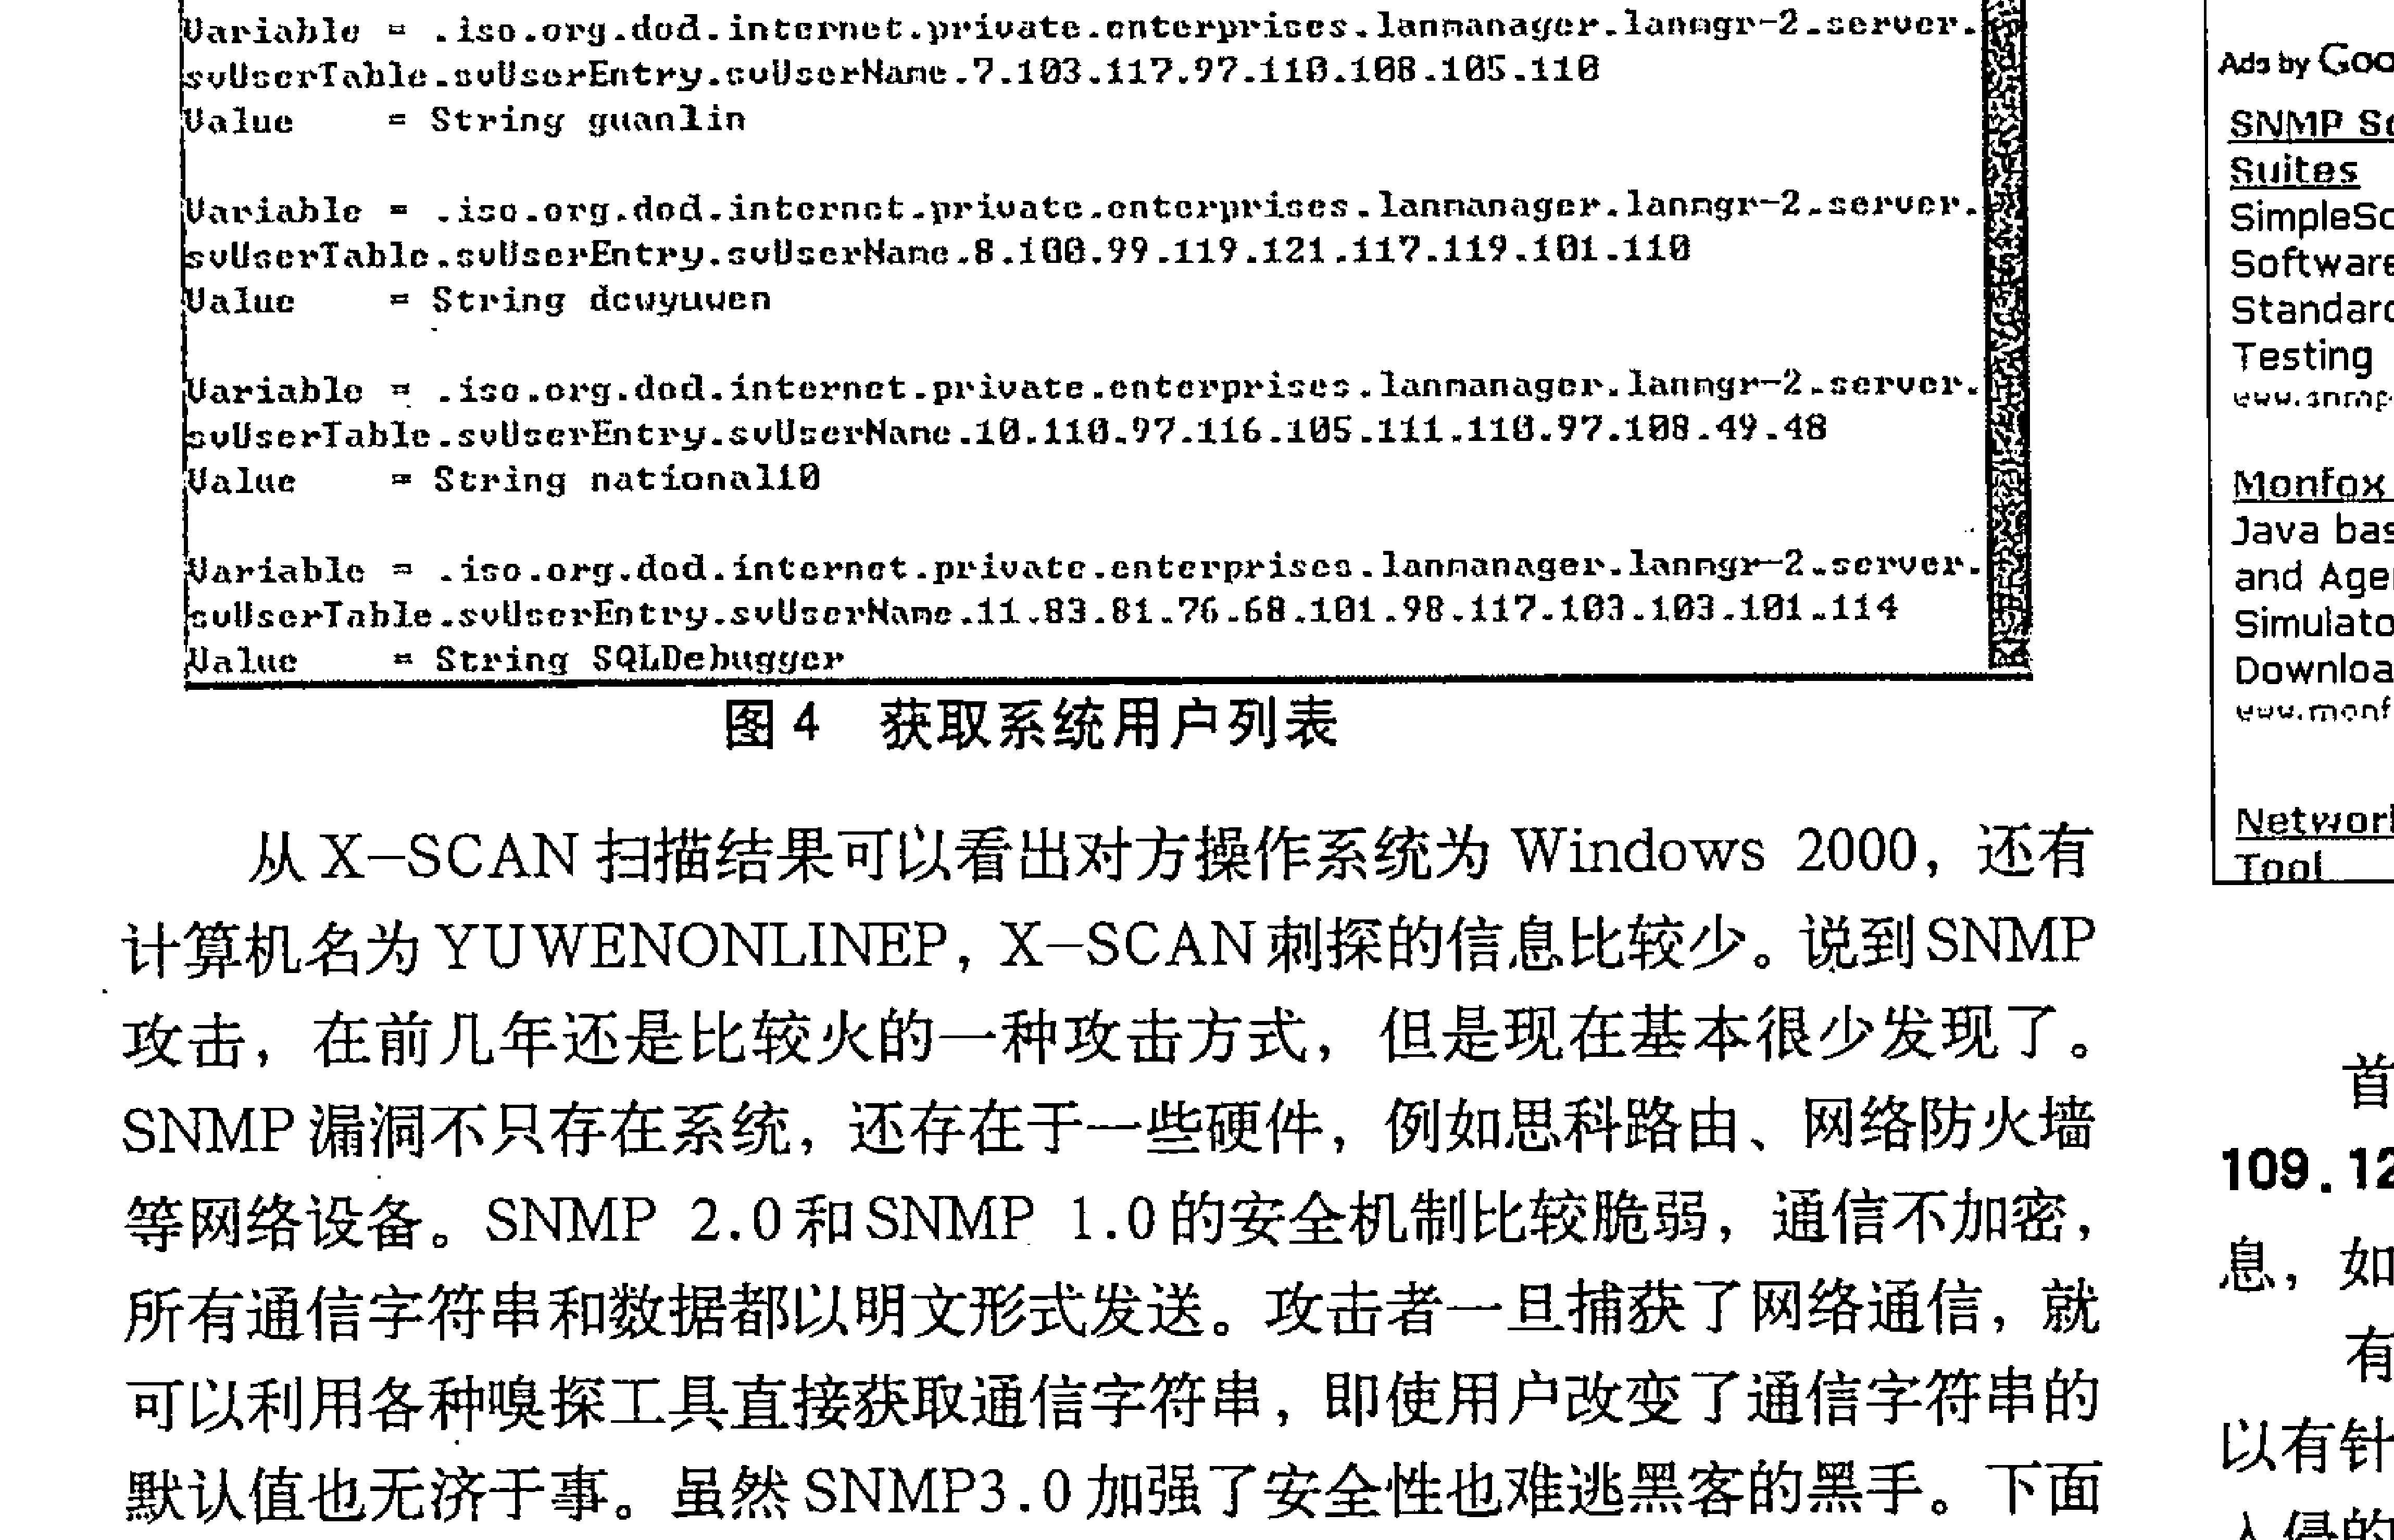 Variable = .iso.org.dod.internet.private.enterprises.lanmanager.lanmgr-2.server.
svUserTable.svUserEntry.svUserName.7.103.117.97.110.108.105.110
Value = String guanlin
Variable = .iso.org.dod.internet.private.enterprises.lanmanager.lanmgr-2.server.
svUserTable.svUserEntry.svUserName.8.100.99.119.121.117.119.101.110
Value = String dcwyuwen
Variable = .iso.org.dod.internet.private.enterprises.lanmanager.lanmgr-2.server.
svUserTable.svUserEntry.svUserName.10.110.97.116.105.111.110.97.108.49.48
Value = String national10
Variable = .iso.org.dod.internet.private.enterprises.lanmanager.lanmgr-2.server.
svUserTable.svUserEntry.svUserName.11.83.81.76.68.101.98.117.103.103.101.114
Value = String SQLDebugger
图 4 获取系统用户列表
从 X-SCAN 扫描结果可以看出对方操作系统为 Windows 2000，还有
计算机名为 YUWENONLINEP，X-SCAN 刺探的信息比较少。说到 SNMP
攻击，在前几年还是比较火的一种攻击方式，但是现在基本很少发现了。
SNMP 漏洞不只存在系统，还存在于一些硬件，例如思科路由、网络防火墙
等网络设备。SNMP 2.0 和 SNMP 1.0 的安全机制比较脆弱，通信不加密，
所有通信字符串和数据都以明文形式发送。攻击者一旦捕获了网络通信，就
可以利用各种嗅探工具直接获取通信字符串，即使用户改变了通信字符串的
默认值也无济于事。虽然 SNMP3.0 加强了安全性也难逃黑客的黑手。下面
Ads by Goo
SNMP
Suites
Software
Testing
Monfox
Java
and
Tool
首
109.12
息，如
有
以有针